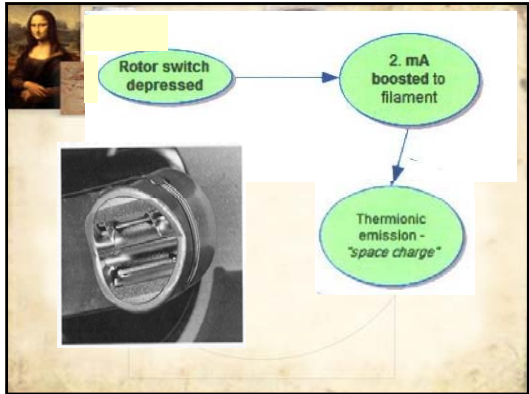 Rotor switch
depressed
2. mA
boosted to
filament
Thermionic
emission -
"space charge"